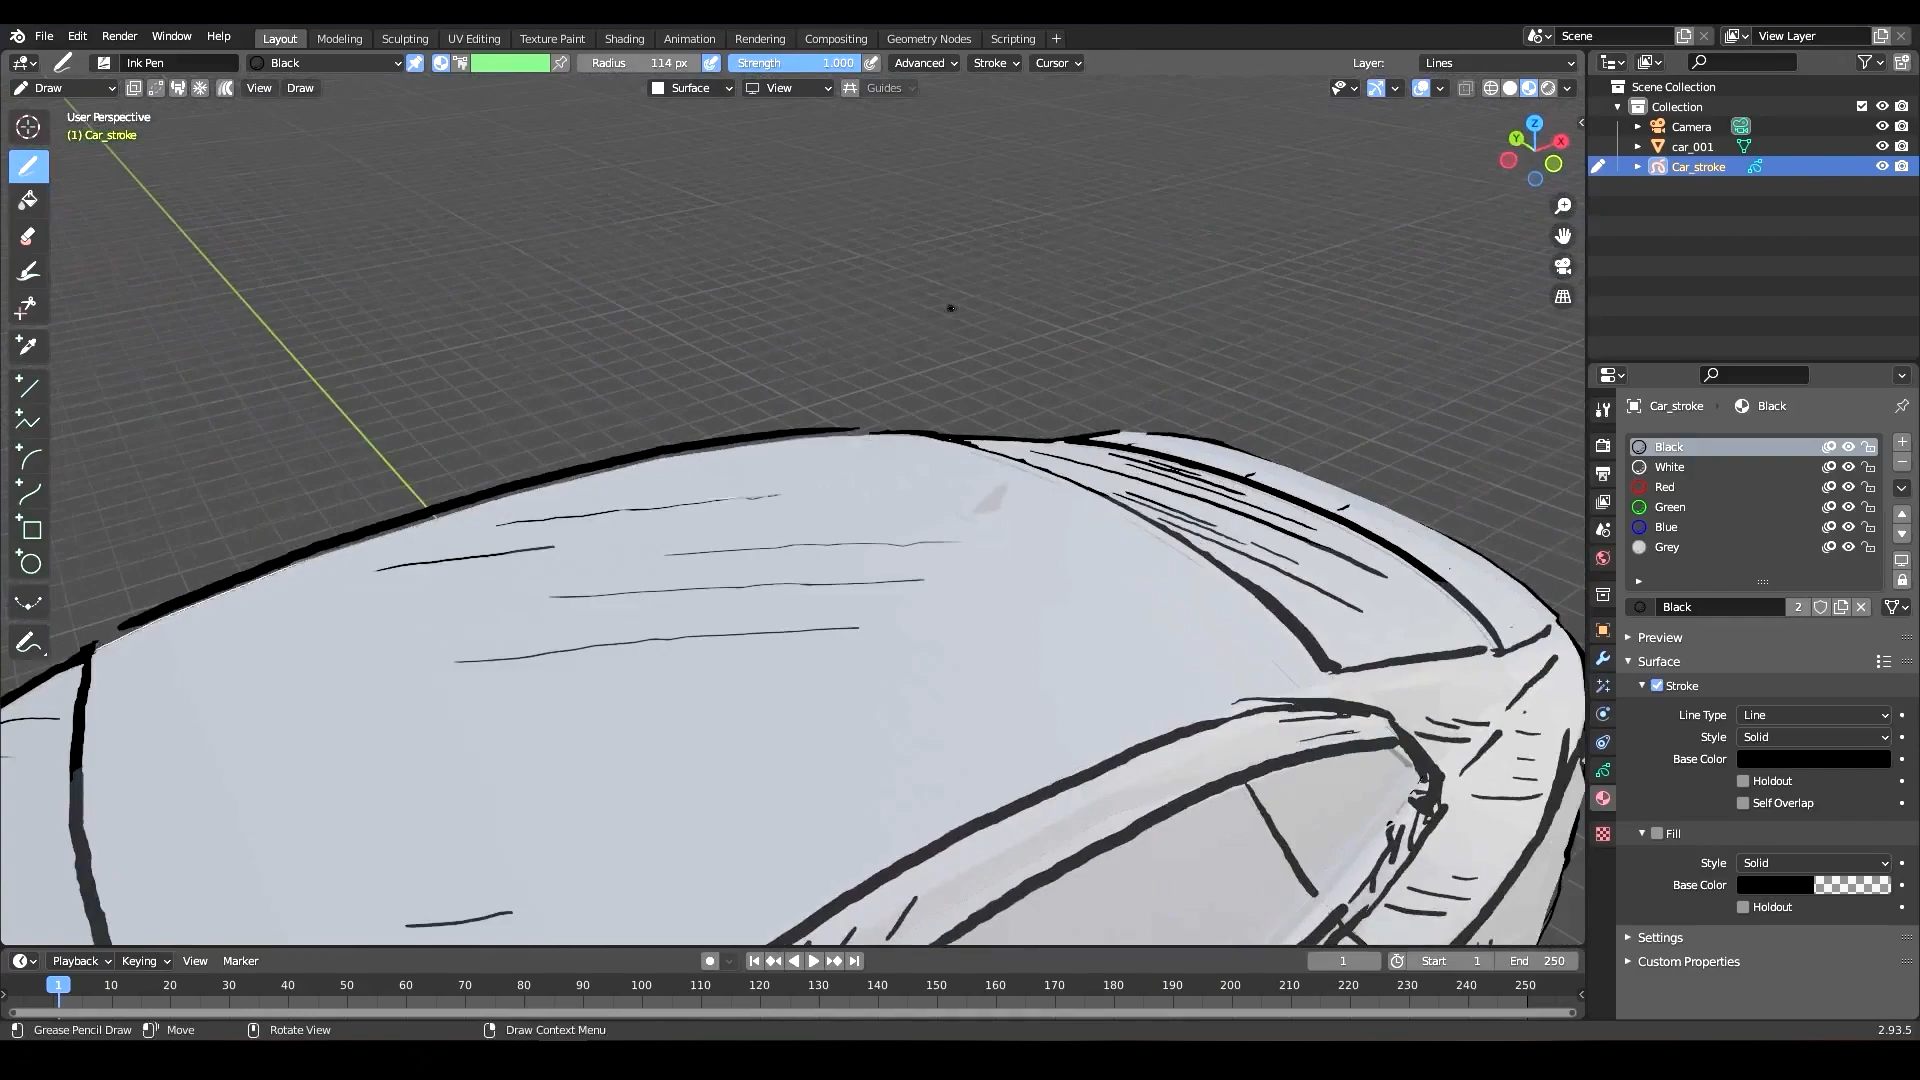 File Edit Render Window Help
Layout Modeling Sculpting UV Editing Texture Paint Shading Animation Rendering Compositing Geometry Nodes Scripting +
Scene
View Layer
Ink Pen
Black
Radius 114 px
Strength 1.000
Advanced
Stroke
Cursor
Layer: Lines
Draw
View Draw
Surface
View
Guides
User Perspective
(1) Car_stroke
Z
Y
X
Scene Collection
Collection
Camera
car_001
Car_stroke
Car_stroke Black
Black
White
Red
Green
Blue
Grey
Black 2
Preview
Surface
Stroke
Line Type Line
Style Solid
Base Color
Holdout
Self Overlap
Fill
Style Solid
Base Color
Holdout
Settings
Custom Properties
Playback Keying View Marker
1
Start 1
End 250
1 10 20 30 40 50 60 70 80 90 100 110 120 130 140 150 160 170 180 190 200 210 220 230 240 250
Grease Pencil Draw
Move
Rotate View
Draw Context Menu
2.93.5